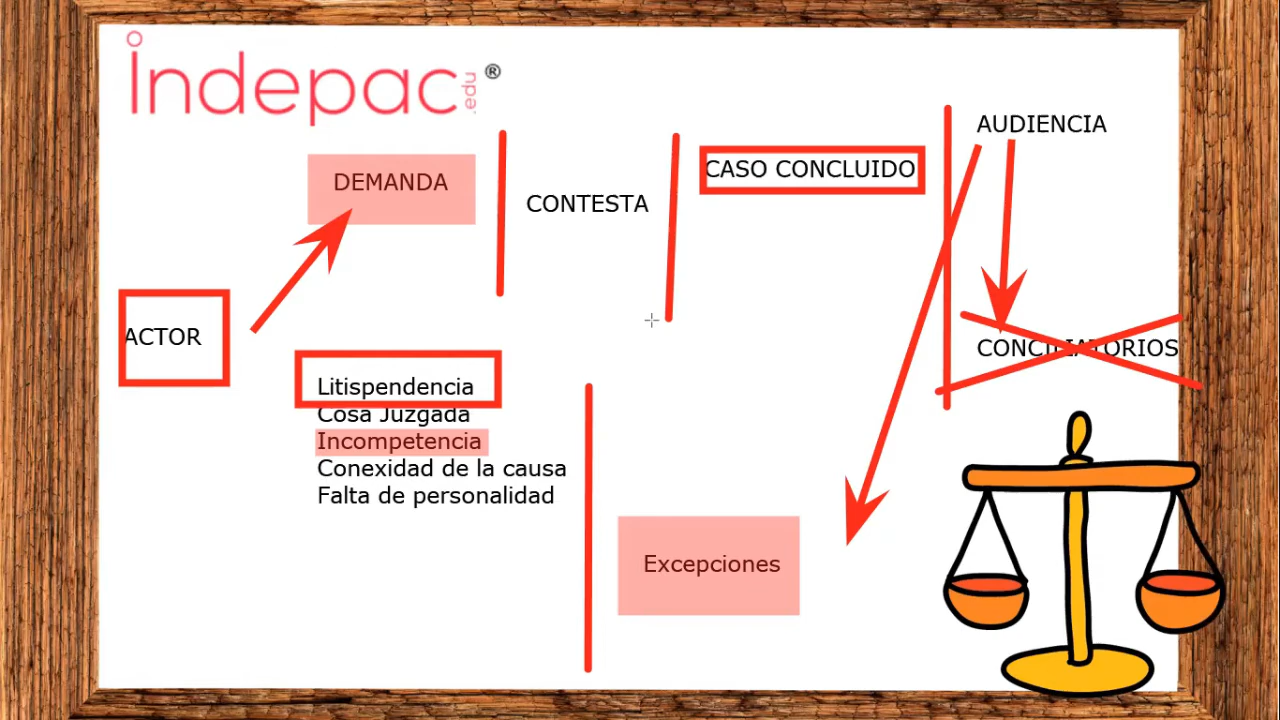 indepac.edu®
AUDIENCIA
DEMANDA
CASO CONCLUIDO
CONTESTA
ACTOR
CONCILIATORIOS
Litispendencia
Cosa Juzgada
Incompetencia
Conexidad de la causa
Falta de personalidad
Excepciones